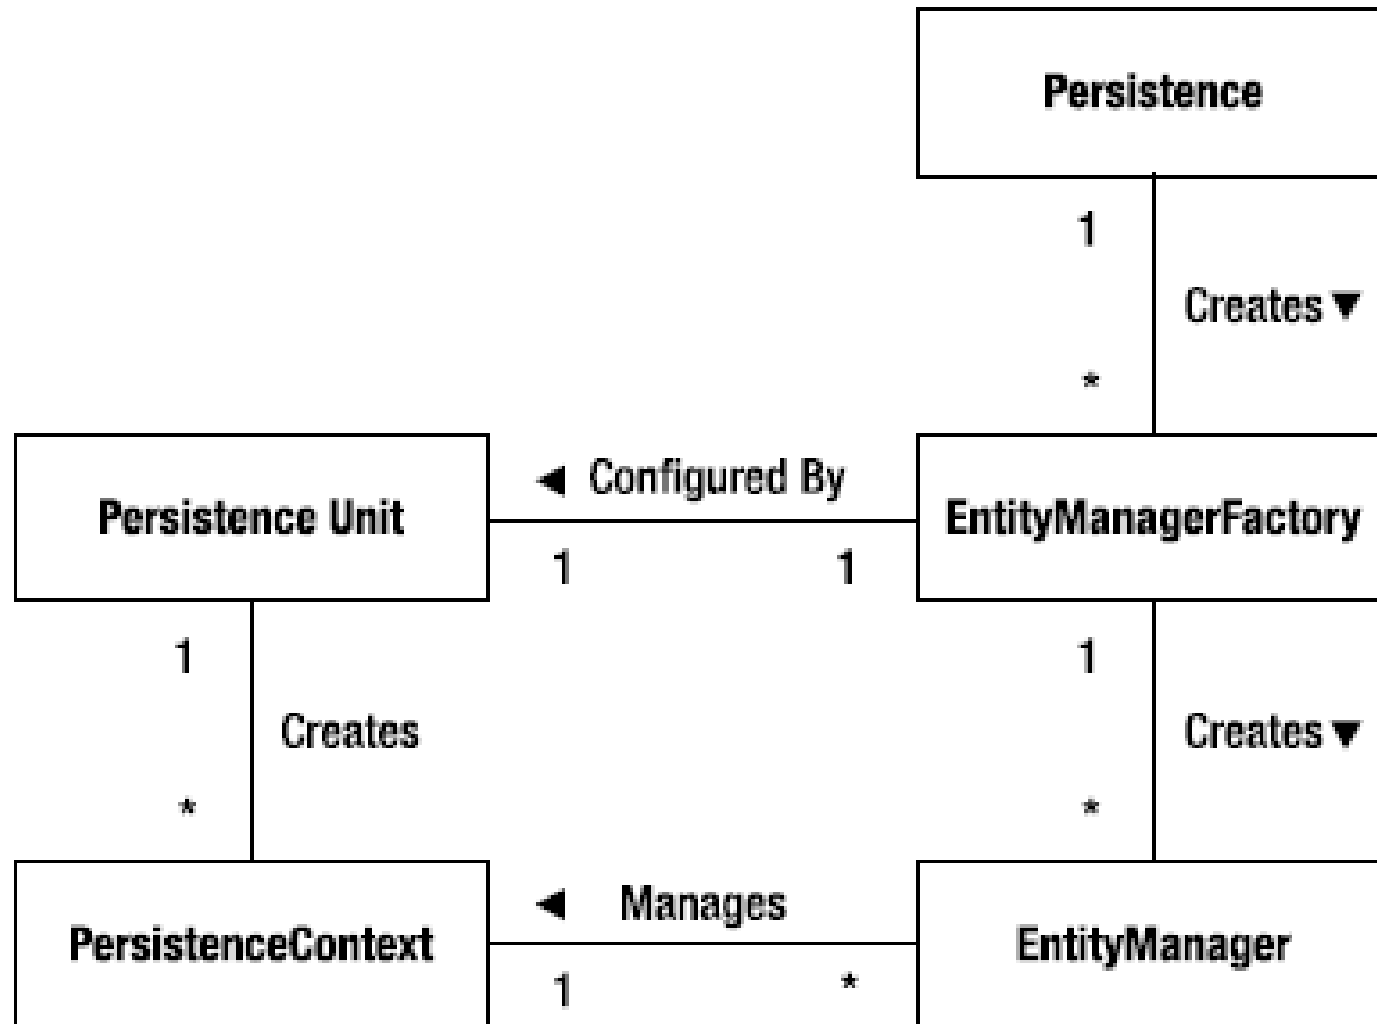 Persistence
1
Creates ▼
*
◄ Configured By
Persistence Unit
EntityManagerFactory
1 1
1 1
Creates Creates ▼
* *
◄ Manages
PersistenceContext
EntityManager
1 *